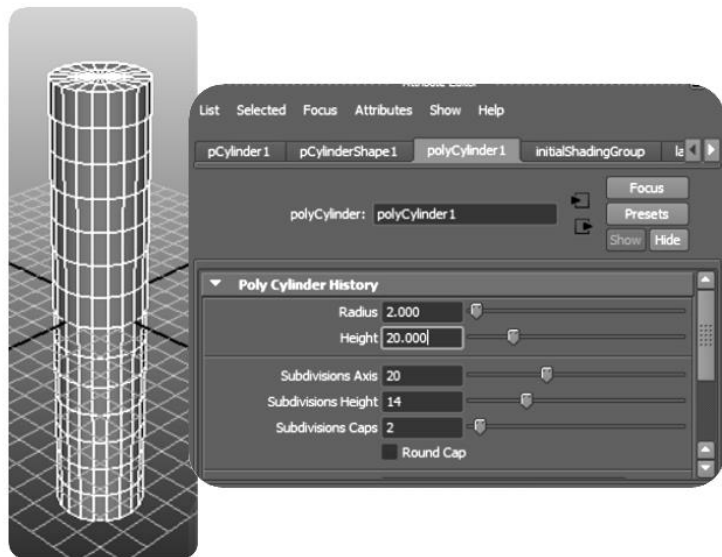 List Selected Focus Attributes Show Help
pCylinder1 pCylinderShape1 polyCylinder1 initialShadingGroup
Focus
polyCylinder: polyCylinder1
Presets
Show Hide
Poly Cylinder History
Radius 2.000
Height 20.000
Subdivisions Axis 20
Subdivisions Height 14
Subdivisions Caps 2
Round Cap